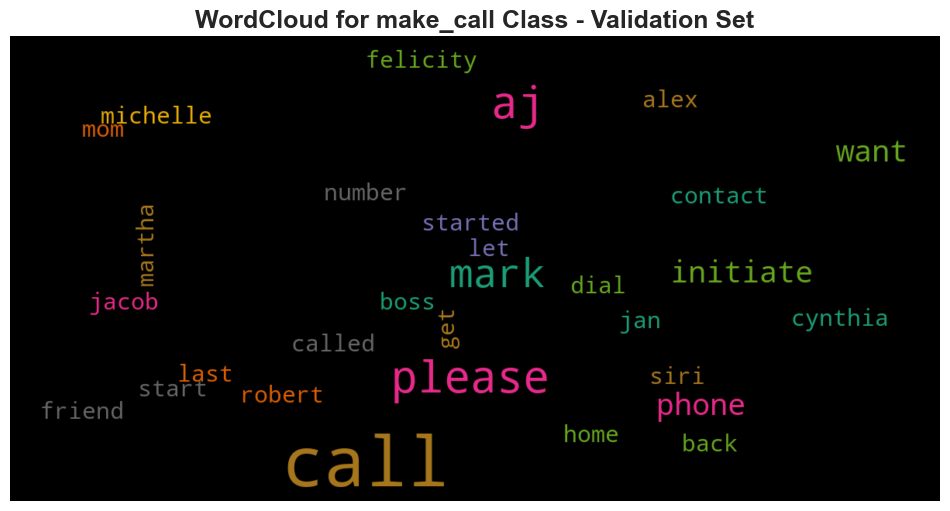 WordCloud for make_call Class - Validation Set
felicity
aj
alex
michelle
mom
want
number
contact
martha
started
let
mark
initiate
dial
jacob
boss
get
jan
cynthia
called
please
last
siri
start
robert
phone
friend
home
back
call